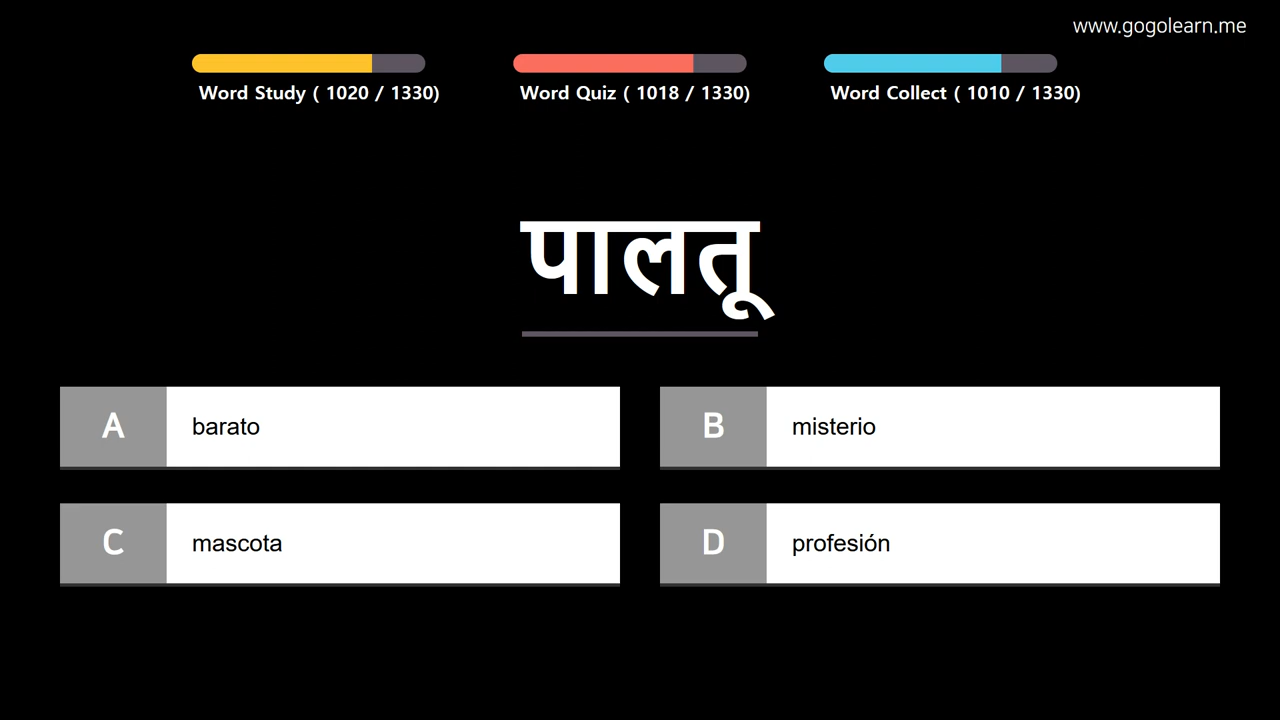 www.gogolearn.me
Word Study ( 1020 / 1330)
Word Quiz ( 1018 / 1330)
Word Collect ( 1010 / 1330)
पालतू
A barato
B misterio
C mascota
D profesión